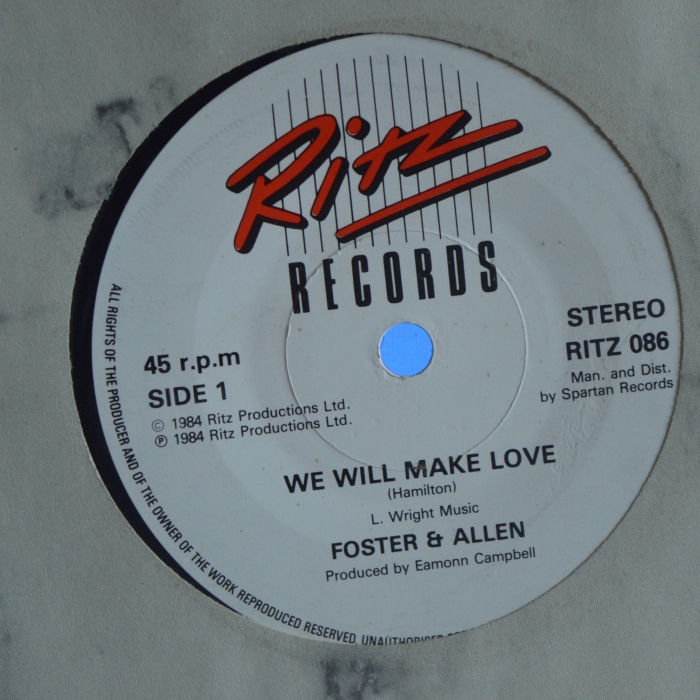 Ritz
RECORDS
STEREO
RITZ 086
Man. and Dist.
by Spartan Records
45 r.p.m
SIDE 1
© 1984 Ritz Productions Ltd.
℗ 1984 Ritz Productions Ltd.
WE WILL MAKE LOVE
(Hamilton)
L. Wright Music
FOSTER & ALLEN
Produced by Eamonn Campbell
ALL RIGHTS OF THE PRODUCER AND OF THE OWNER OF THE WORK REPRODUCED RESERVED. UNAUTHORISED